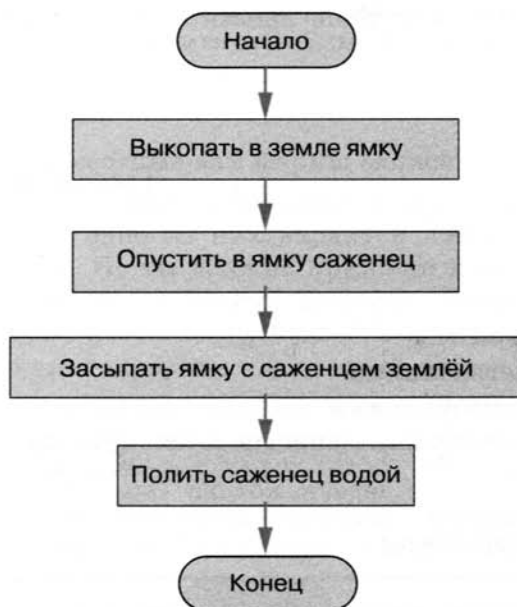 Начало
Выкопать в земле ямку
Опустить в ямку саженец
Засыпать ямку с саженцем землёй
Полить саженец водой
Конец